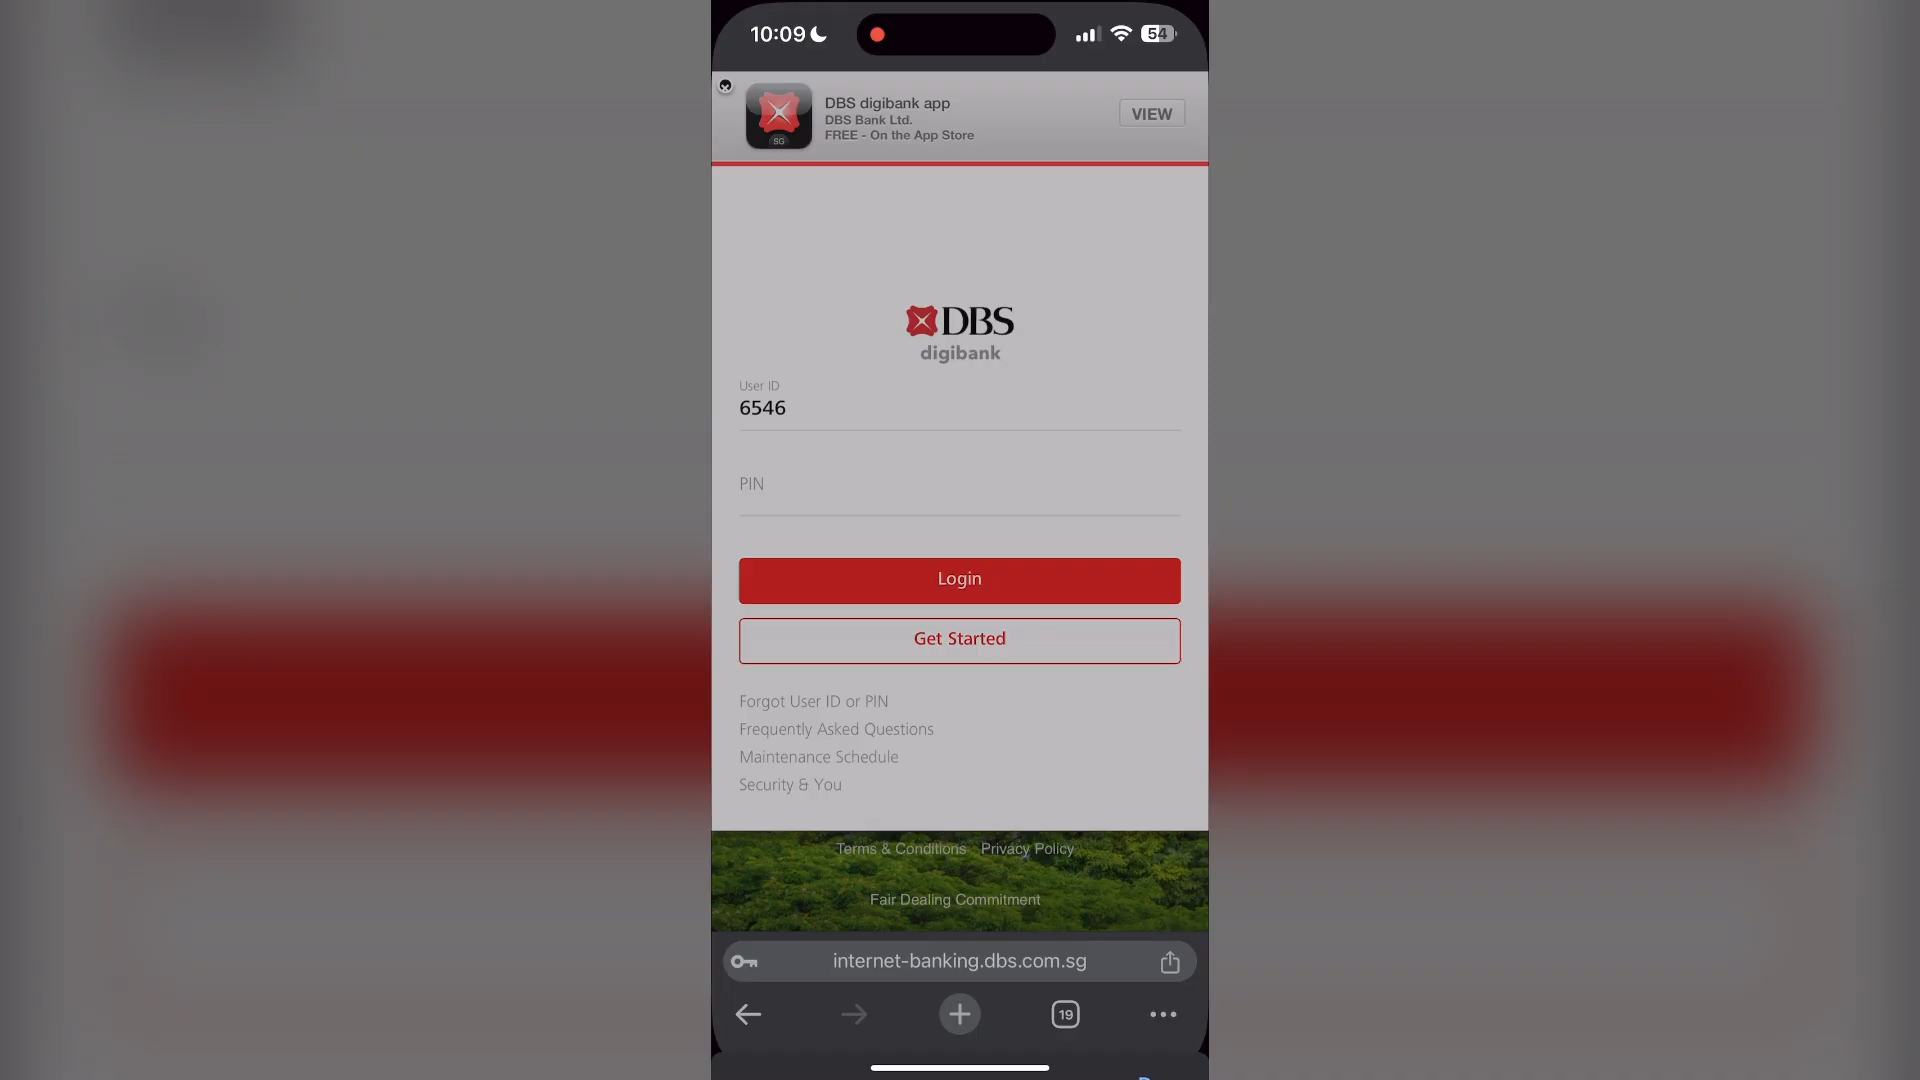 10:09
54
DBS digibank app
DBS Bank Ltd.
FREE - On the App Store
VIEW
SG
DBS
digibank
User ID
6546
PIN
Login
Get Started
Forgot User ID or PIN
Frequently Asked Questions
Maintenance Schedule
Security & You
Terms & Conditions Privacy Policy
Fair Dealing Commitment
internet-banking.dbs.com.sg
19